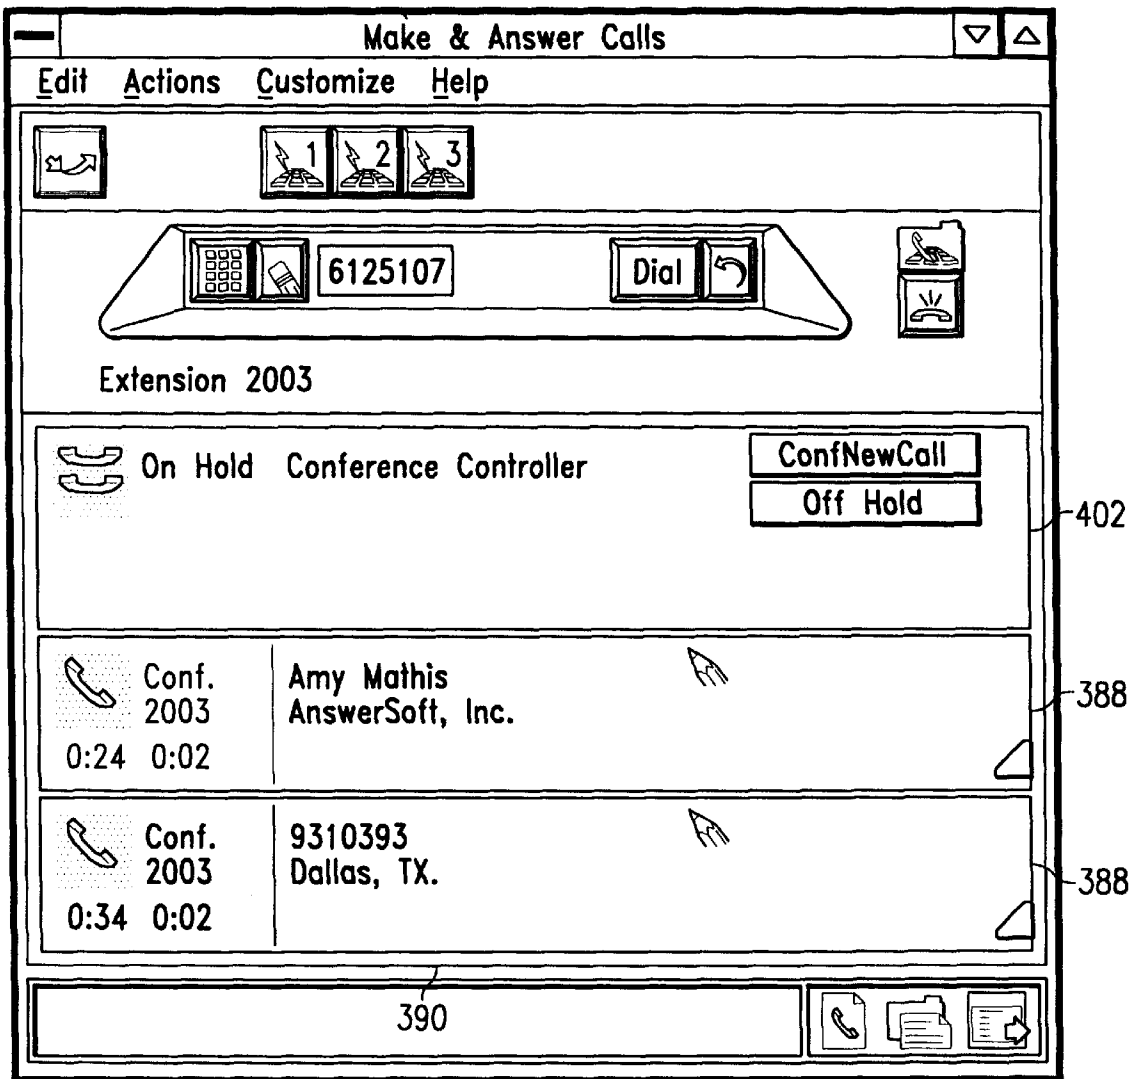 Make & Answer Calls
Edit Actions Customize Help
1 2 3
6125107 Dial
Extension 2003
On Hold Conference Controller ConfNewCall
Off Hold
402
Conf. Amy Mathis
2003 AnswerSoft, Inc.
388
0:24 0:02
Conf. 9310393
2003 Dallas, TX.
388
0:34 0:02
390